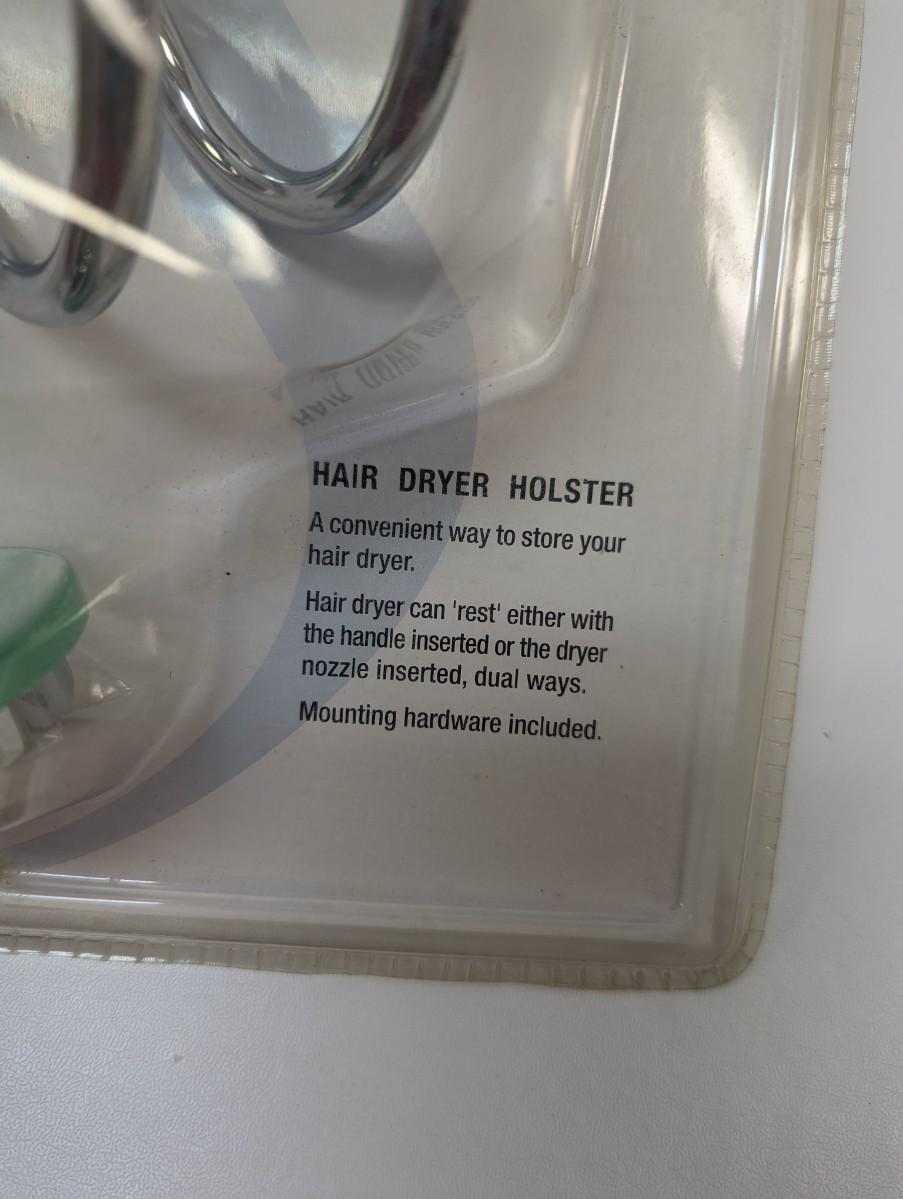 HAIR DRYER HOLSTER
A convenient way to store your
hair dryer.
Hair dryer can 'rest' either with
the handle inserted or the dryer
nozzle inserted, dual ways.
Mounting hardware included.